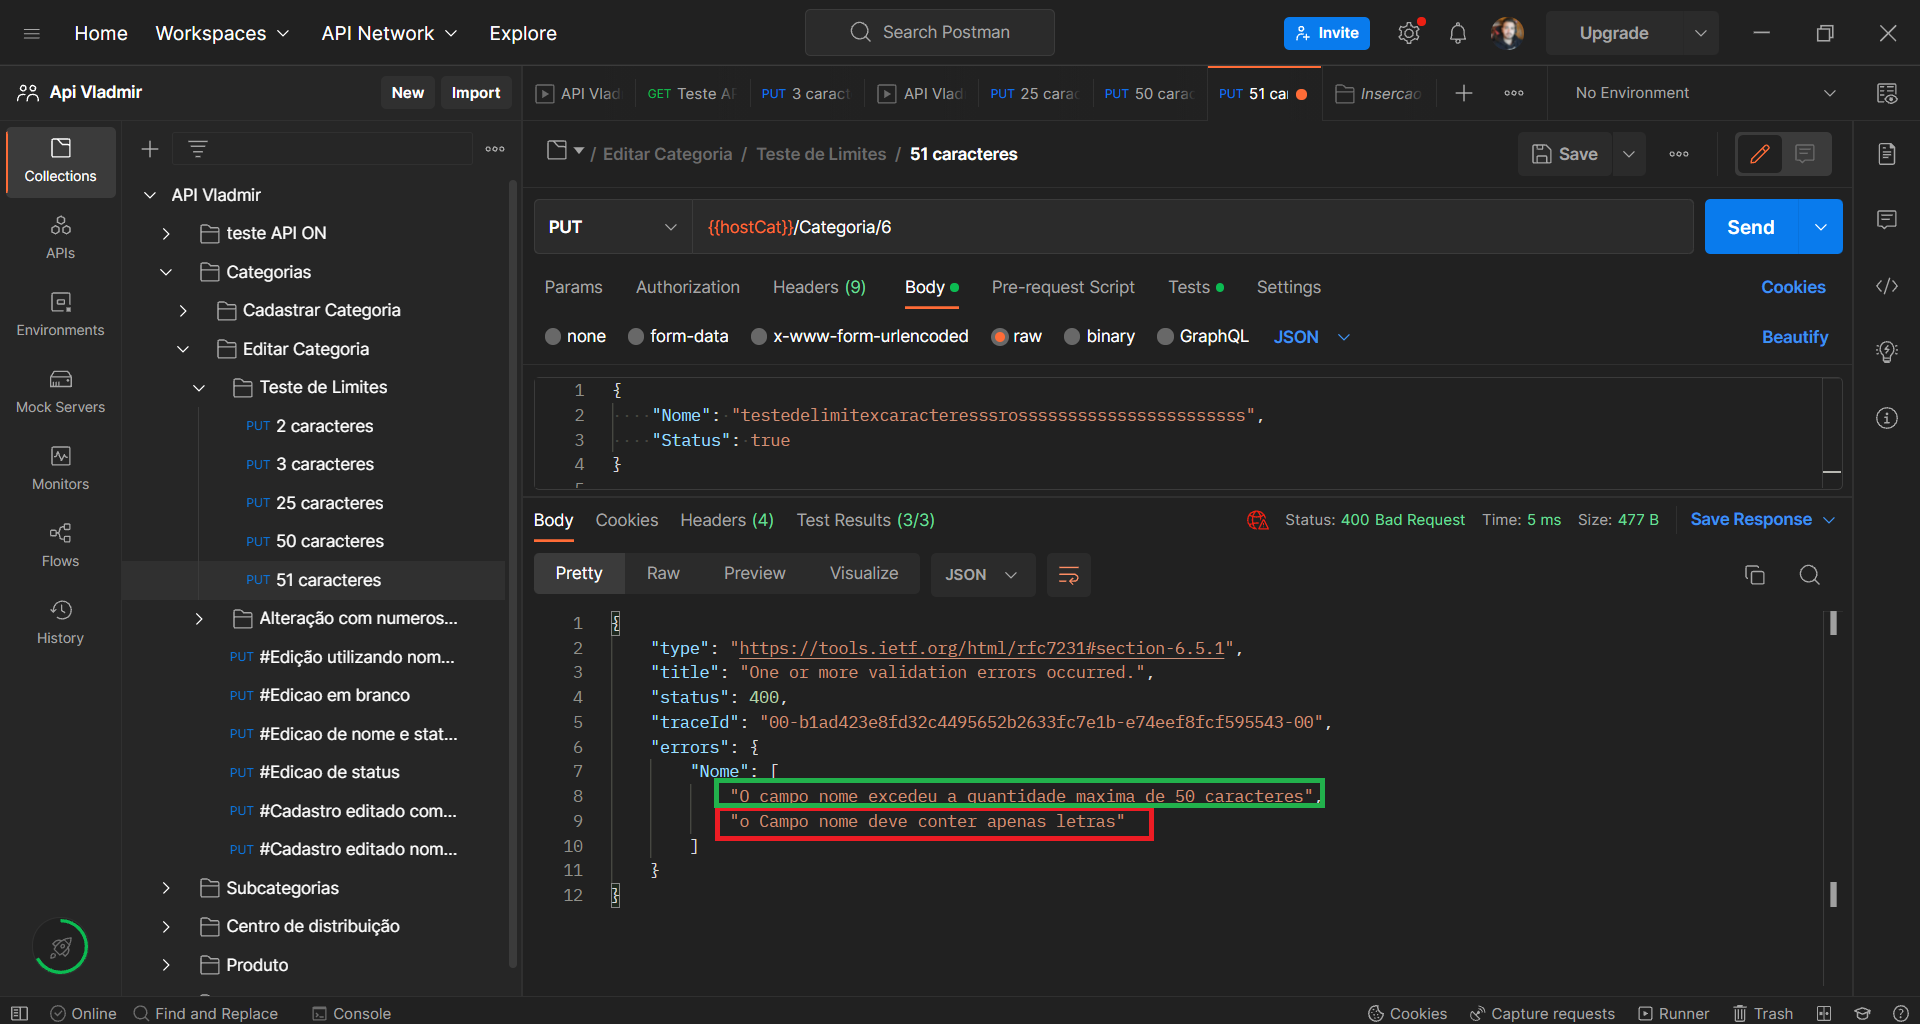 Home
Workspaces
API Network
Explore
Search Postman
Invite
Upgrade
Api Vladmir
New
Import
API Vlad
GET Teste AP
PUT 3 caract
API Vlad
PUT 25 carac
PUT 50 carac
PUT 51 car
Insercao
No Environment
Collections
APIs
Environments
Mock Servers
Monitors
Flows
History
API Vladmir
teste API ON
Categorias
Cadastrar Categoria
Editar Categoria
Teste de Limites
PUT 2 caracteres
PUT 3 caracteres
PUT 25 caracteres
PUT 50 caracteres
PUT 51 caracteres
Alteração com numeros...
PUT #Edição utilizando nom...
PUT #Edicao em branco
PUT #Edicao de nome e stat...
PUT #Edicao de status
PUT #Cadastro editado com...
PUT #Cadastro editado nom...
Subcategorias
Centro de distribuição
Produto
/ Editar Categoria / Teste de Limites / 51 caracteres
Save
PUT
{{hostCat}}/Categoria/6
Send
Params
Authorization
Headers (9)
Body
Pre-request Script
Tests
Settings
Cookies
none
form-data
x-www-form-urlencoded
raw
binary
GraphQL
JSON
Beautify
1 {
2 "Nome": "testedelimitexcaracteresssrosssssssssssssssssssssss",
3 "Status": true
4 }
5
Body
Cookies
Headers (4)
Test Results (3/3)
Status: 400 Bad Request
Time: 5 ms
Size: 477 B
Save Response
Pretty
Raw
Preview
Visualize
JSON
1 {
2 "type": "https://tools.ietf.org/html/rfc7231#section-6.5.1",
3 "title": "One or more validation errors occurred.",
4 "status": 400,
5 "traceId": "00-b1ad423e8fd32c4495652b2633fc7e1b-e74eef8fcf595543-00",
6 "errors": {
7 "Nome": [
8 "O campo nome excedeu a quantidade maxima de 50 caracteres",
9 "o Campo nome deve conter apenas letras"
10 ]
11 }
12 }
Online
Find and Replace
Console
Cookies
Capture requests
Runner
Trash